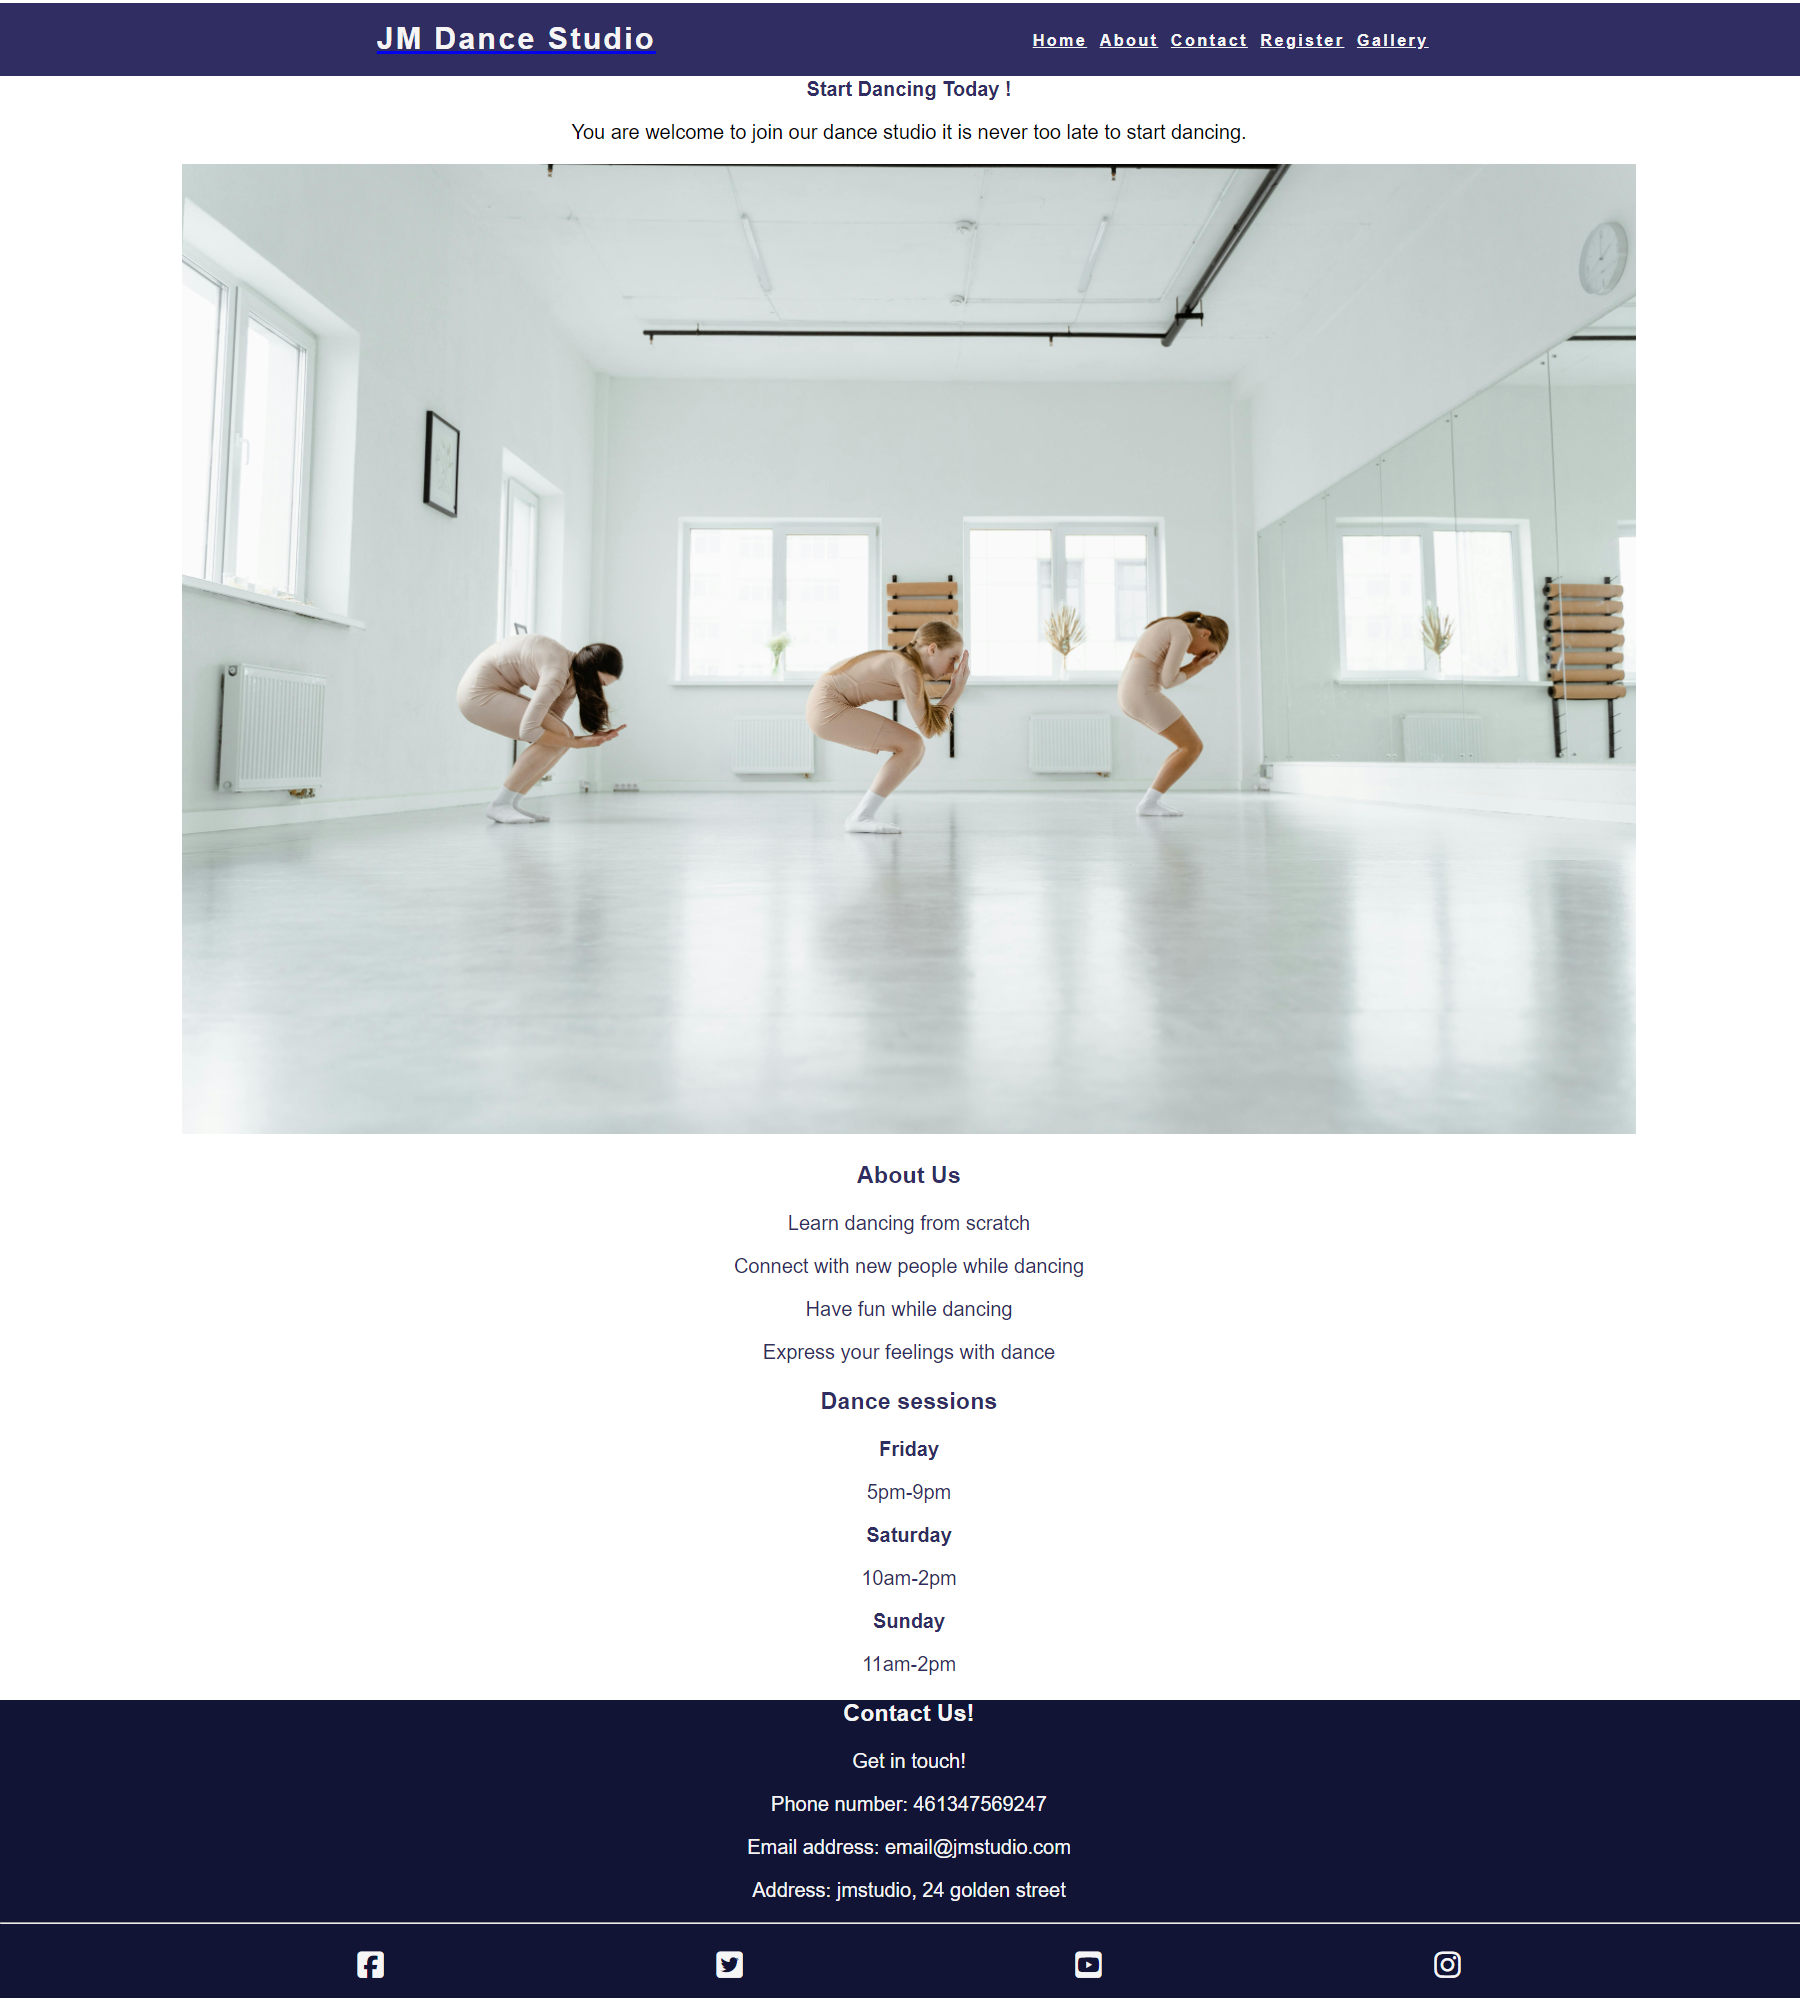 JM Dance Studio
Home About Contact Register Gallery
Start Dancing Today !
You are welcome to join our dance studio it is never too late to start dancing.
About Us
Learn dancing from scratch
Connect with new people while dancing
Have fun while dancing
Express your feelings with dance
Dance sessions
Friday
5pm-9pm
Saturday
10am-2pm
Sunday
11am-2pm
Contact Us!
Get in touch!
Phone number: 461347569247
Email address: email@jmstudio.com
Address: jmstudio, 24 golden street